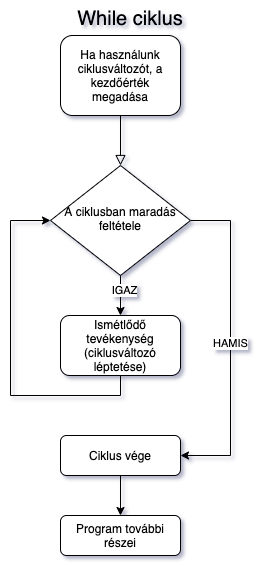 While ciklus
Ha használunk
ciklusváltozót, a
kezdőérték
megadása
A ciklusban maradás
feltétele
IGAZ
Ismétlődő
tevékenység
(ciklusváltozó
léptetése)
HAMIS
Ciklus vége
Program további
részei